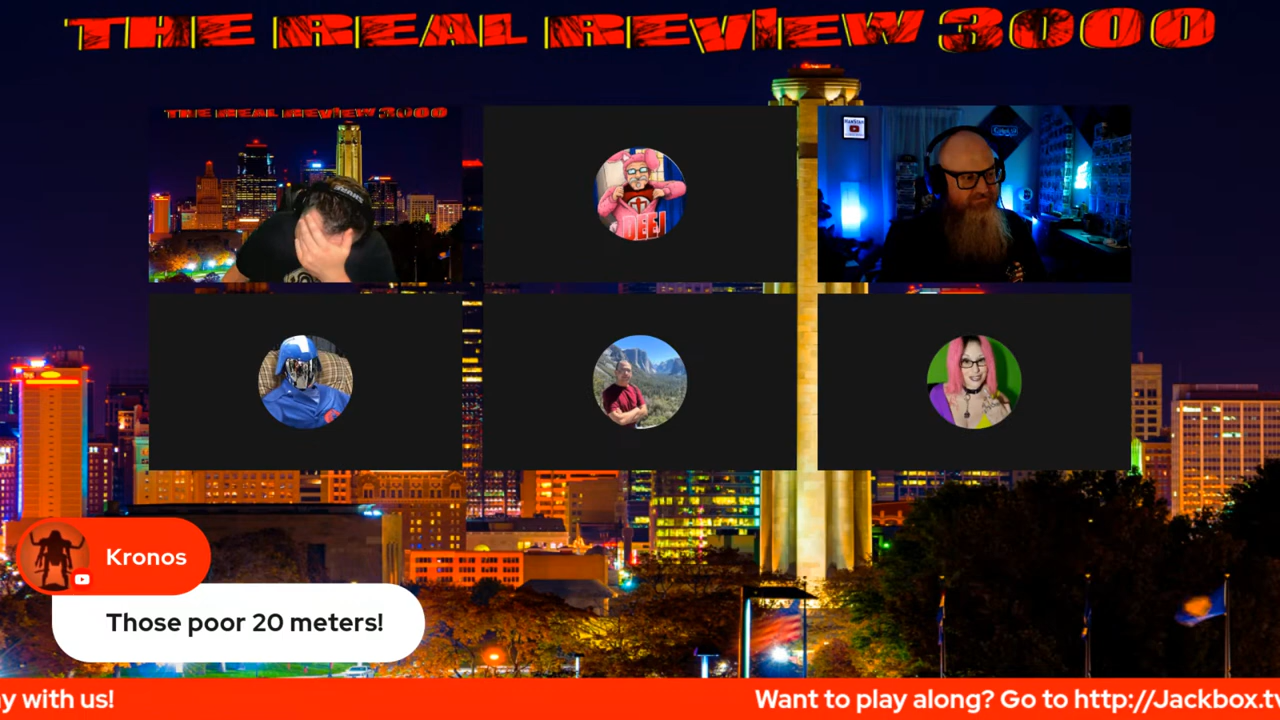 THE REAL REVIEW 3000
THE REAL REVIEW 3000
DEEJ
Kronos
Those poor 20 meters!
y with us!
Want to play along? Go to http://Jackbox.tv